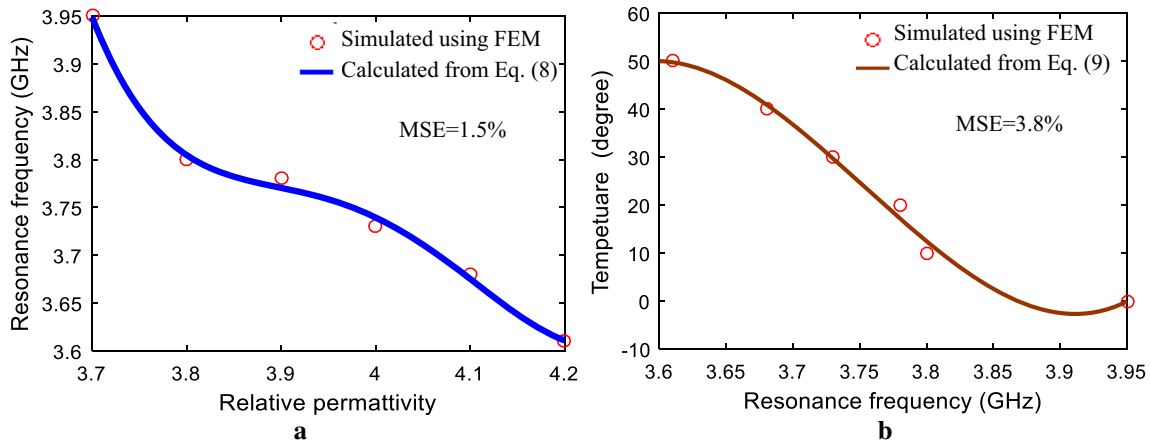 3.95
3.9
3.85
3.8
3.75
3.7
3.65
3.6
Resonance frequency (GHz)
Simulated using FEM
Calculated from Eq. (8)
MSE=1.5%
3.7 3.8 3.9 4 4.1 4.2
Relative permattivity
a
60
50
40
30
20
10
0
-10
Tempetuare (degree)
Simulated using FEM
Calculated from Eq. (9)
MSE=3.8%
3.6 3.65 3.7 3.75 3.8 3.85 3.9 3.95
Resonance frequency (GHz)
b